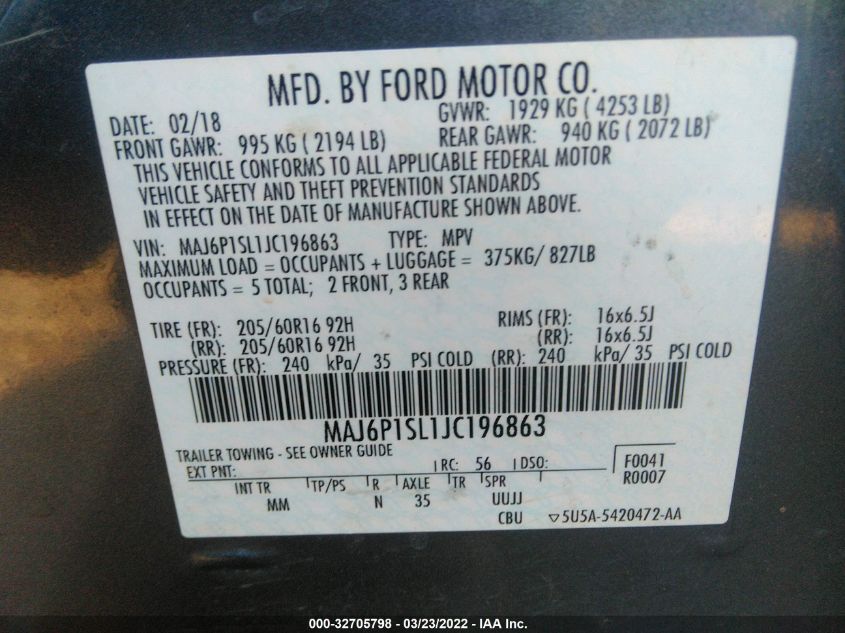 MFD. BY FORD MOTOR CO.
DATE: 02/18 GVWR: 1929 KG ( 4253 LB)
FRONT GAWR: 995 KG ( 2194 LB) REAR GAWR: 940 KG ( 2072 LB)
THIS VEHICLE CONFORMS TO ALL APPLICABLE FEDERAL MOTOR
VEHICLE SAFETY AND THEFT PREVENTION STANDARDS
IN EFFECT ON THE DATE OF MANUFACTURE SHOWN ABOVE.
VIN: MAJ6P1SL1JC196863 TYPE: MPV
MAXIMUM LOAD = OCCUPANTS + LUGGAGE = 375KG/ 827LB
OCCUPANTS = 5 TOTAL; 2 FRONT, 3 REAR
TIRE (FR): 205/60R16 92H RIMS (FR): 16x6.5J
(RR): 205/60R16 92H (RR): 16x6.5J
PRESSURE (FR): 240 kPa/ 35 PSI COLD (RR): 240 kPa/ 35 PSI COLD
MAJ6P1SL1JC196863
TRAILER TOWING - SEE OWNER GUIDE
EXT PNT: RC: 56 DSO: F0041
R0007
INT TR TP/PS R AXLE TR SPR
MM N 35 UUJJ
CBU ▽5U5A-5420472-AA
000-32705798 - 03/23/2022 - IAA Inc.